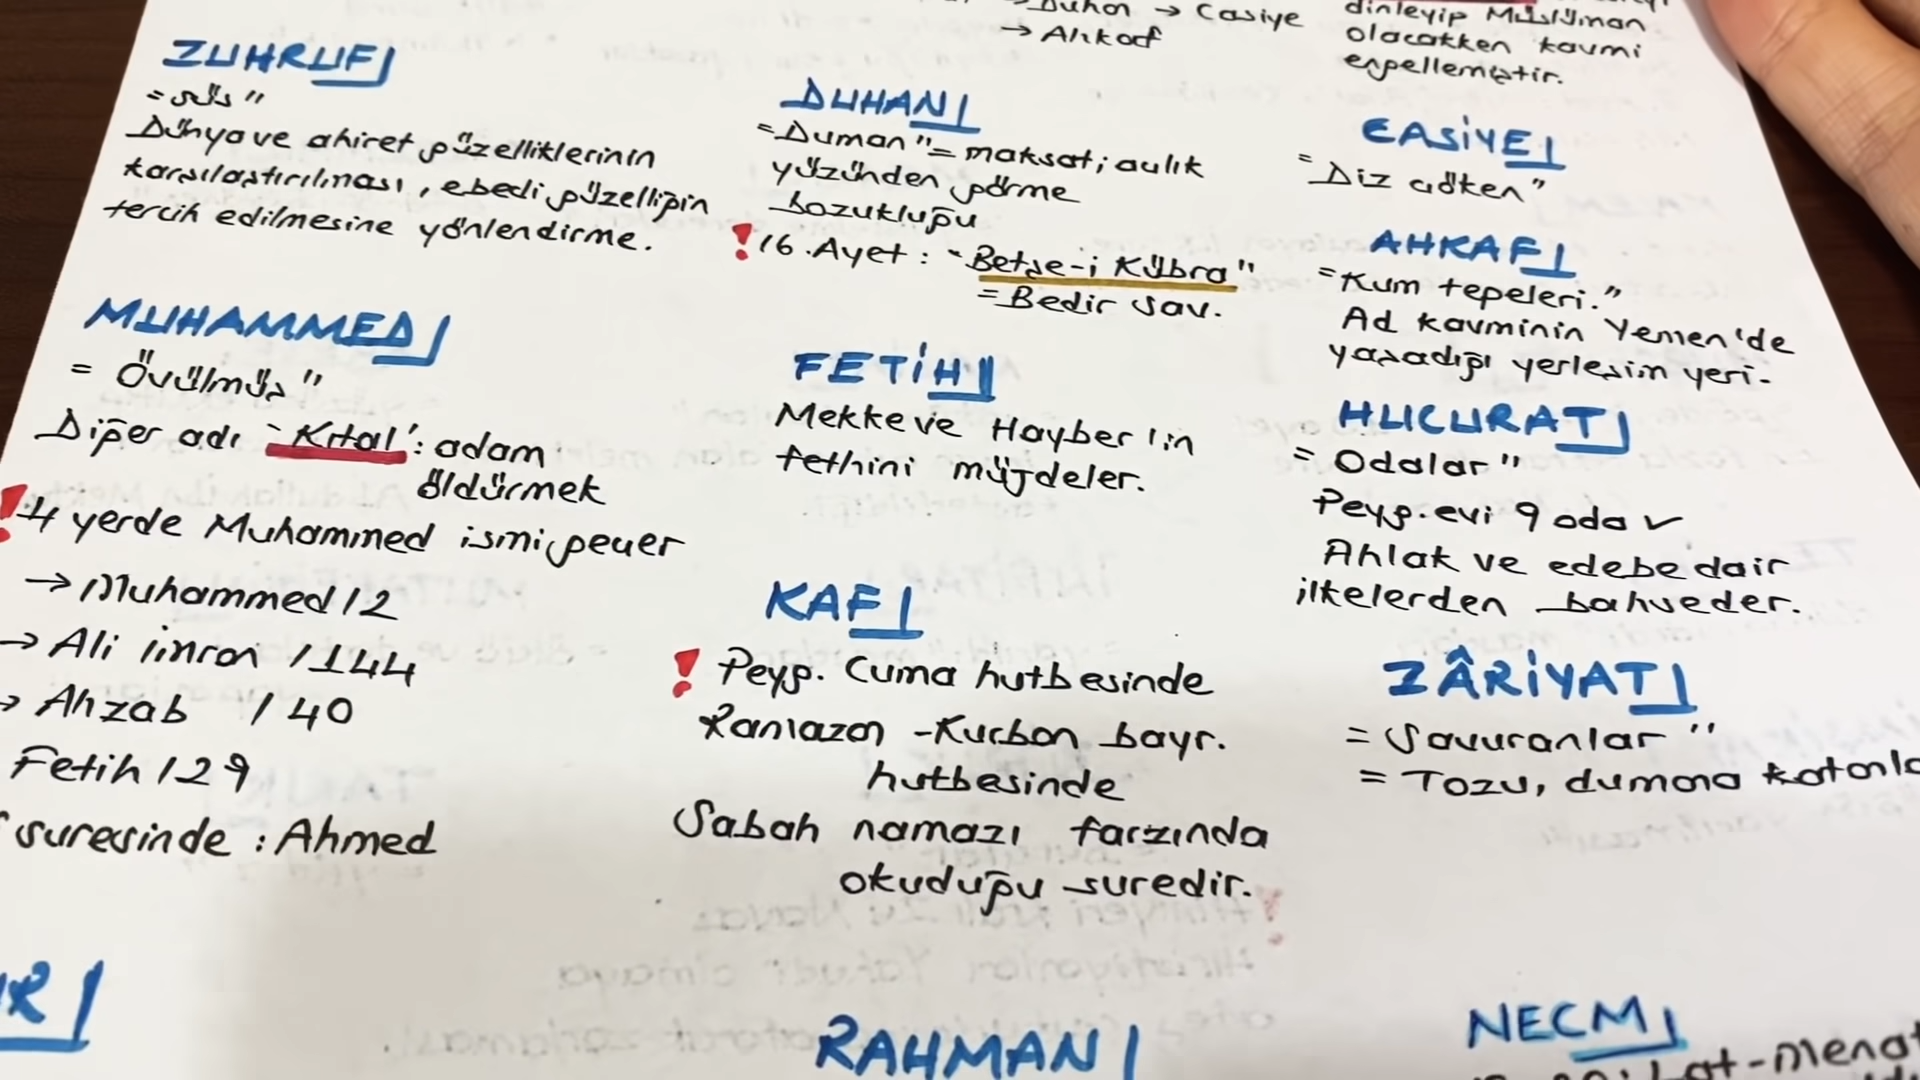 Duhan → Casiye
→ Ahkaf
dinleyip Müslüman
olacakken kavmi
engellemiştir.
ZUHRUF
= süs"
Dünya ve ahiret güzelliklerinin
karşılaştırılması, ebedi güzelliğin
tercih edilmesine yönlendirme.
MUHAMMED
= Övülmüş"
Diğer adı "Kıtal": adam
öldürmek
! 4 yerde Muhammed ismi geçer
→ Muhammed/2
→ Ali imran /144
→ Ahzab /40
Fetih/29
suresinde : Ahmed
DUHAN
"Duman" = maksat; açlık
yüzünden görme
bozukluğu
! 16.Ayet : "Betşe-i Kübra"
= Bedir sav.
FETİH
Mekke ve Hayber'in
fethini müjdeler.
KAF
! Peyg. Cuma hutbesinde
Ramazan -Kurban bayr.
hutbesinde
Sabah namazı farzında
okuduğu suredir.
CASİYE
"Diz çöken"
AHKAF
= Kum tepeleri."
Ad kavminin Yemen'de
yaşadığı yerleşim yeri.
HUCURAT
= Odalar"
Peyg. evi 9 oda ✓
Ahlak ve edebe dair
ilkelerden bahseder.
ZÂRİYAT
= Savuranlar"
= Tozu, dumana
RAHMAN
NECM